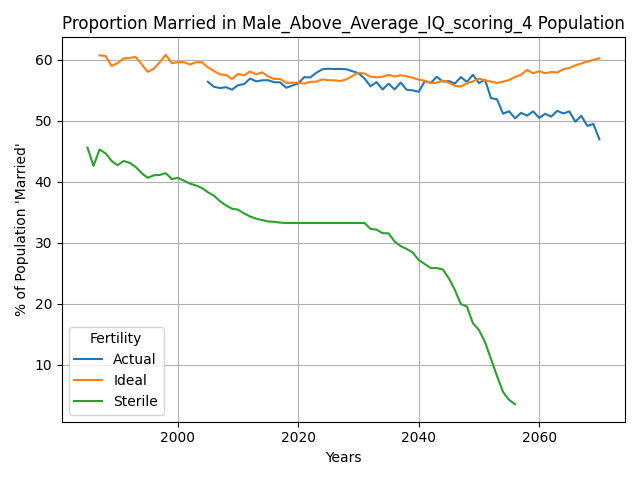 Proportion Married in Male_Above_Average_IQ_scoring_4 Population
% of Population 'Married'
60
50
40
30
20
10
Fertility
Actual
Ideal
Sterile
2000
2020
2040
2060
Years